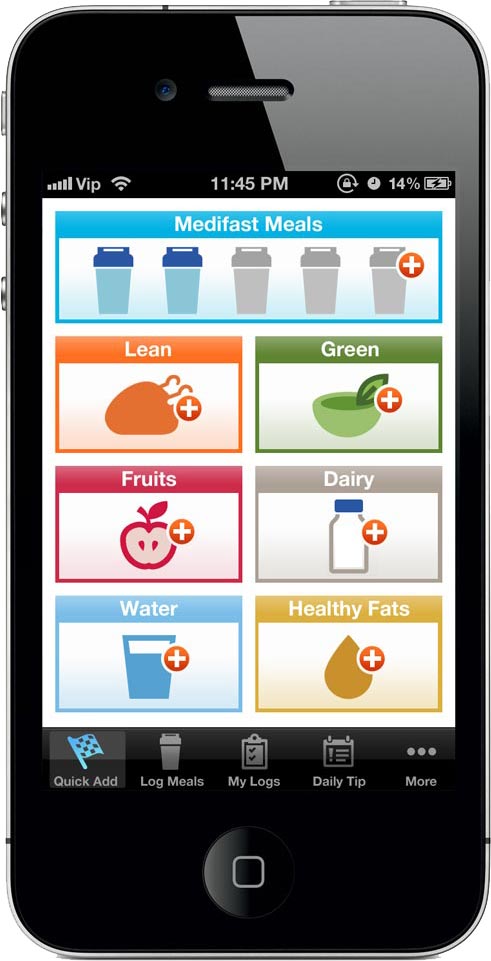 Vip 11:45 PM 14%
Medifast Meals
Lean Green
Fruits Dairy
Water Healthy Fats
Quick Add Log Meals My Logs Daily Tip More